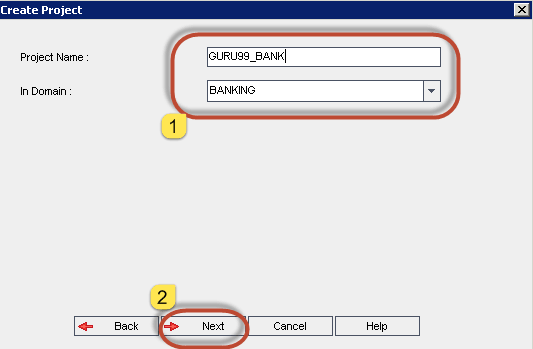 Create Project
Project Name : GURU99_BANK
In Domain : BANKING
1
2
Back Next Cancel Help